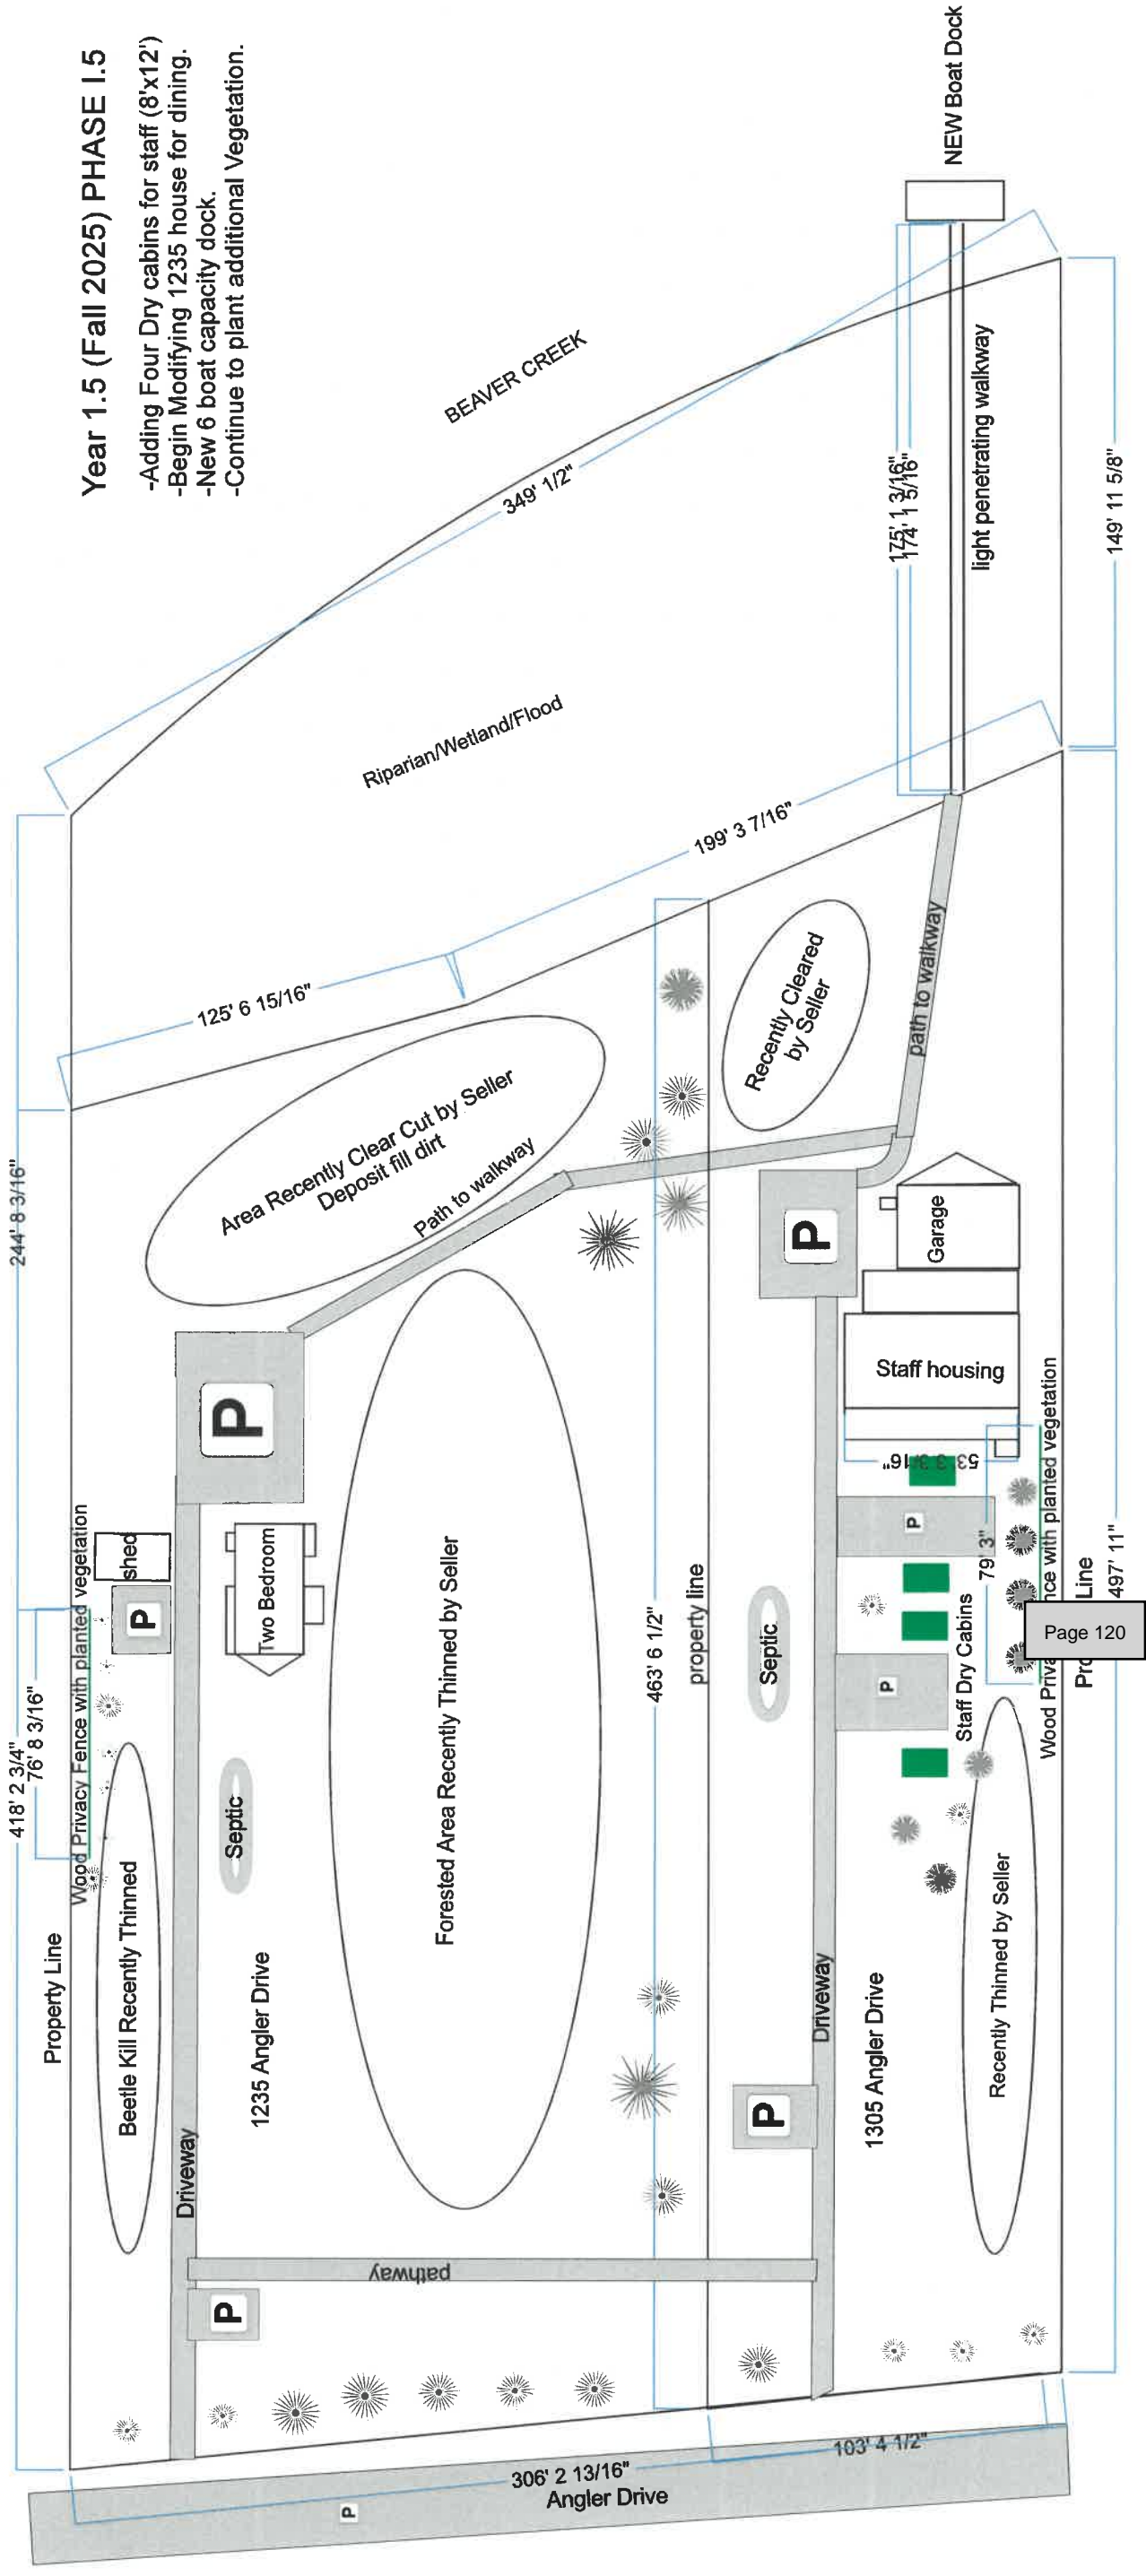 Year 1.5 (Fall 2025) PHASE I.5
-Adding Four Dry cabins for staff (8'x12')
-Begin Modifying 1235 house for dining.
-New 6 boat capacity dock.
-Continue to plant additional Vegetation.
NEW Boat Dock
BEAVER CREEK
349' 1/2"
Riparian/Wetland/Flood
175' 1 3/16"
174' 1 5/16"
light penetrating walkway
149' 11 5/8"
199' 3 7/16"
125' 6 15/16"
244' 8 3/16"
Area Recently Clear Cut by Seller
Deposit fill dirt
Path to walkway
Recently Cleared
by Seller
path to walkway
P
P
Garage
Staff housing
53' 3 3/16"
Wood Privacy Fence with planted vegetation
shed
P
Two Bedroom
418' 2 3/4"
76' 8 3/16"
Property Line
Beetle Kill Recently Thinned
Septic
Forested Area Recently Thinned by Seller
463' 6 1/2"
property line
Septic
P
P
79' 3"
Staff Dry Cabins
Wood Priva
nce with planted vegetation
Pro
Line
497' 11"
Page 120
1235 Angler Drive
Driveway
Driveway
1305 Angler Drive
Recently Thinned by Seller
P
pathway
P
306' 2 13/16"
103' 4 1/2"
Angler Drive
P